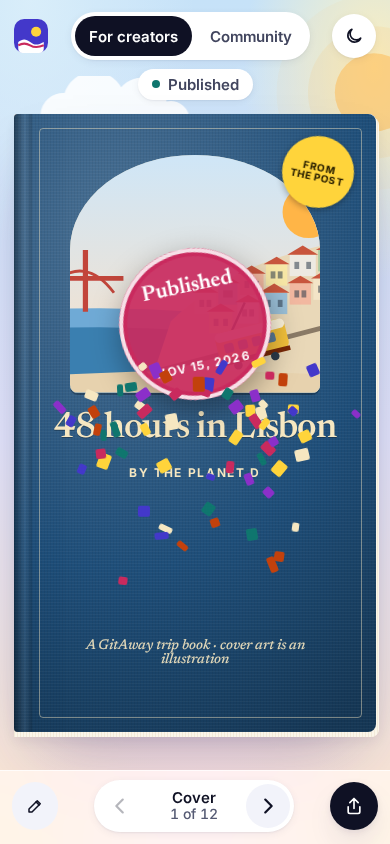 For creators
Community
Published
FROM
THE POST
Published
NOV 15, 2026
48 hours in Lisbon
BY THE PLANET D
A GitAway trip book · cover art is an
illustration
Cover
1 of 12